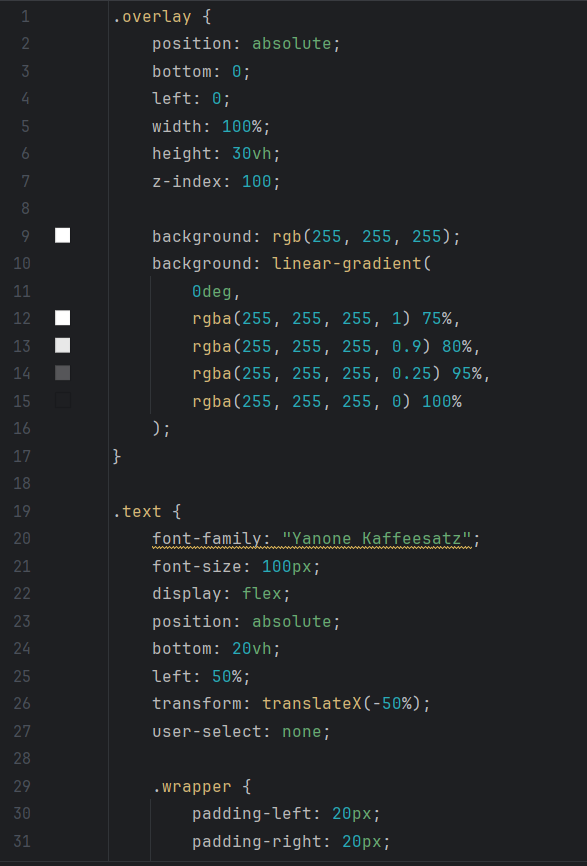 1 .overlay {
2 position: absolute;
3 bottom: 0;
4 left: 0;
5 width: 100%;
6 height: 30vh;
7 z-index: 100;
8
9 background: rgb(255, 255, 255);
10 background: linear-gradient(
11 0deg,
12 rgba(255, 255, 255, 1) 75%,
13 rgba(255, 255, 255, 0.9) 80%,
14 rgba(255, 255, 255, 0.25) 95%,
15 rgba(255, 255, 255, 0) 100%
16 );
17 }
18
19 .text {
20 font-family: "Yanone Kaffeesatz";
21 font-size: 100px;
22 display: flex;
23 position: absolute;
24 bottom: 20vh;
25 left: 50%;
26 transform: translateX(-50%);
27 user-select: none;
28
29 .wrapper {
30 padding-left: 20px;
31 padding-right: 20px;